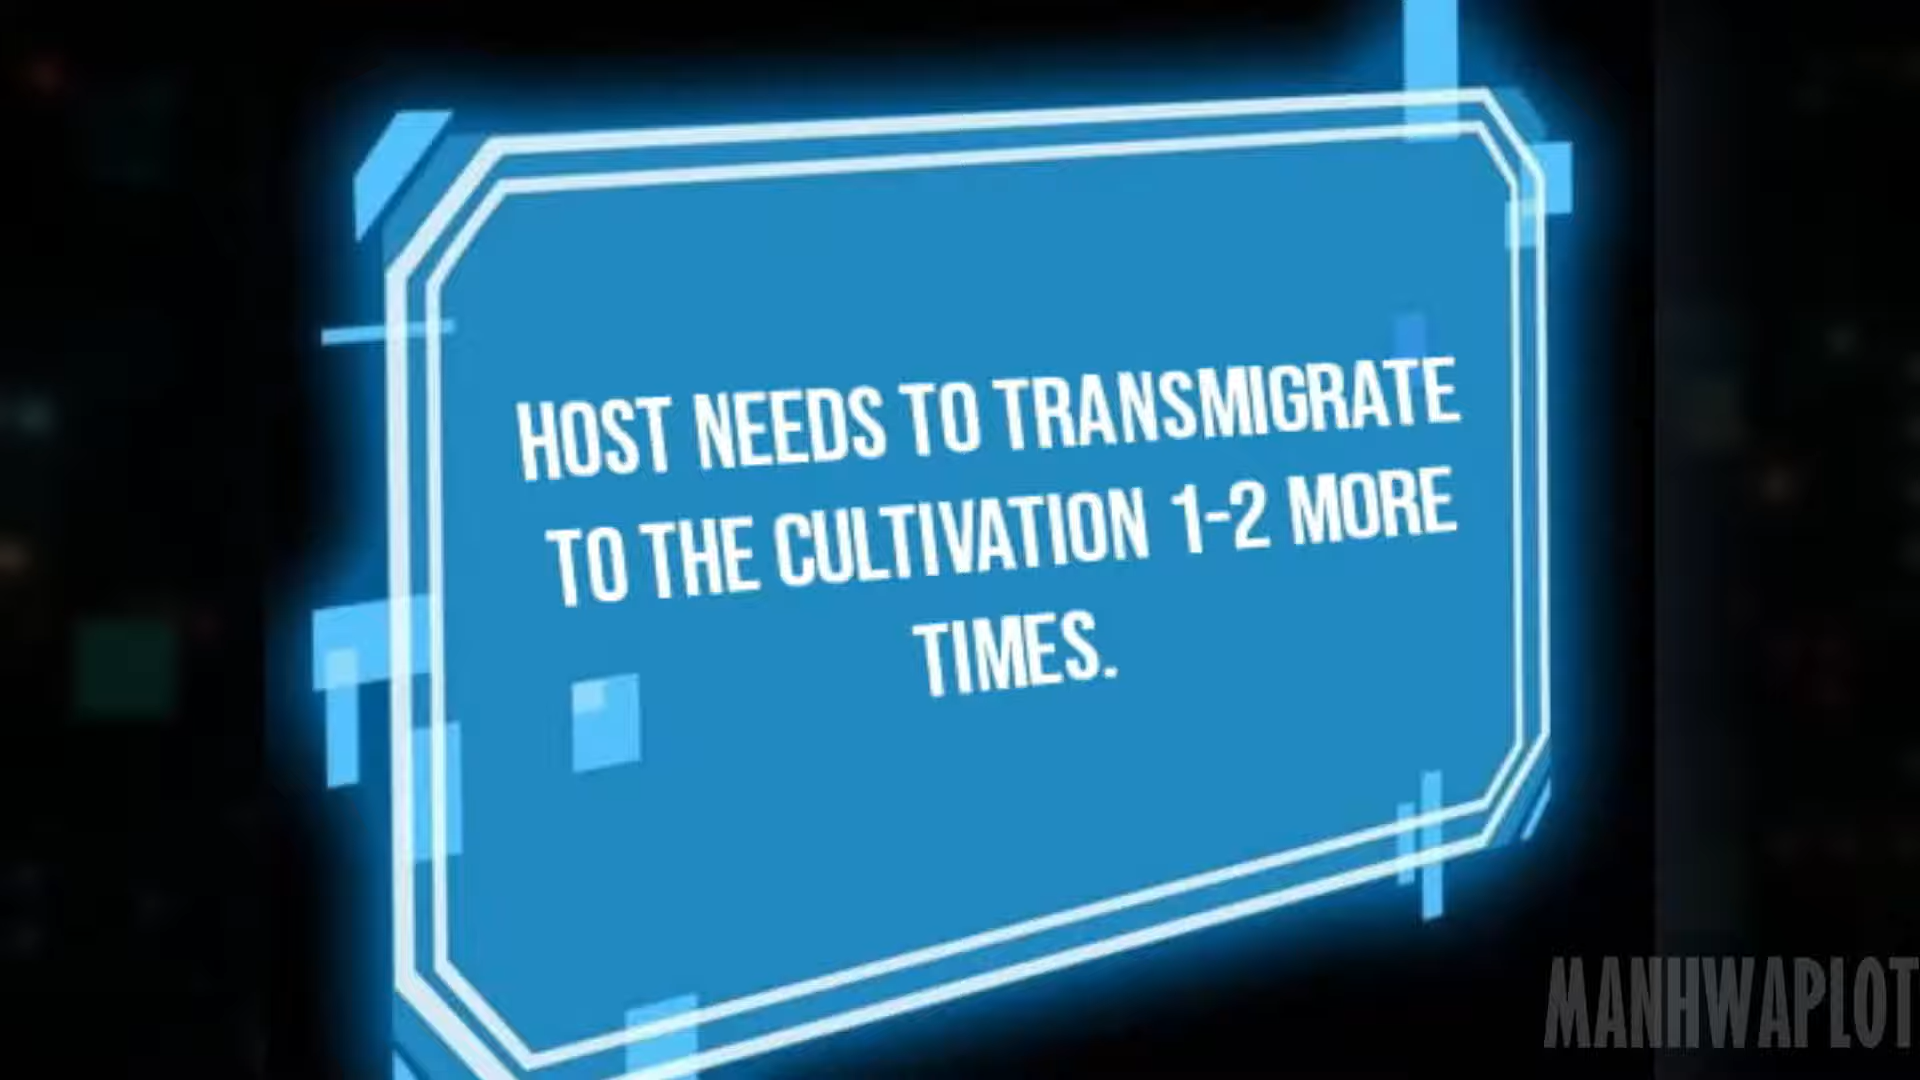 HOST NEEDS TO TRANSMIGRATE
TO THE CULTIVATION 1-2 MORE
TIMES.
MANHWAPLOT